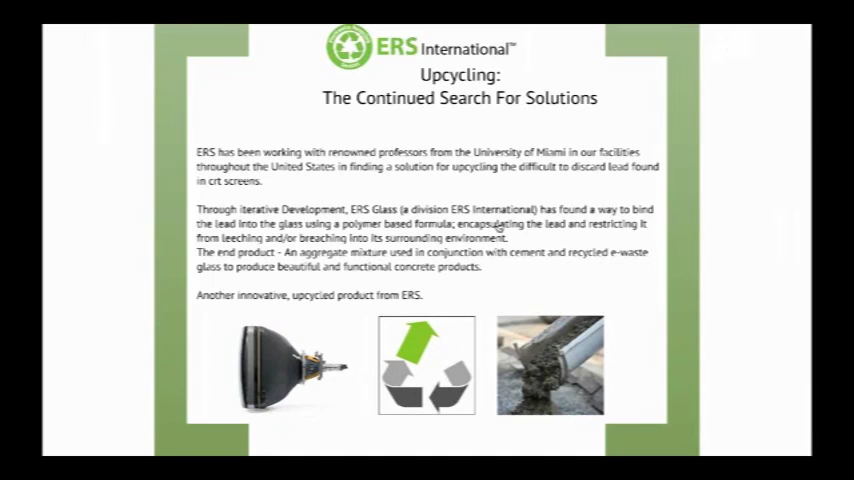 ERS International™
Upcycling:
The Continued Search For Solutions
ERS has been working with renowned professors from the University of Miami in our facilities
throughout the United States in finding a solution for upcycling the difficult to discard lead found
in crt screens.
Through iterative Development, ERS Glass (a division ERS International) has found a way to bind
the lead into the glass using a polymer based formula; encapsulating the lead and restricting it
from leeching and/or breaching into its surrounding environment.
The end product - An aggregate mixture used in conjunction with cement and recycled e-waste
glass to produce beautiful and functional concrete products.
Another innovative, upcycled product from ERS.